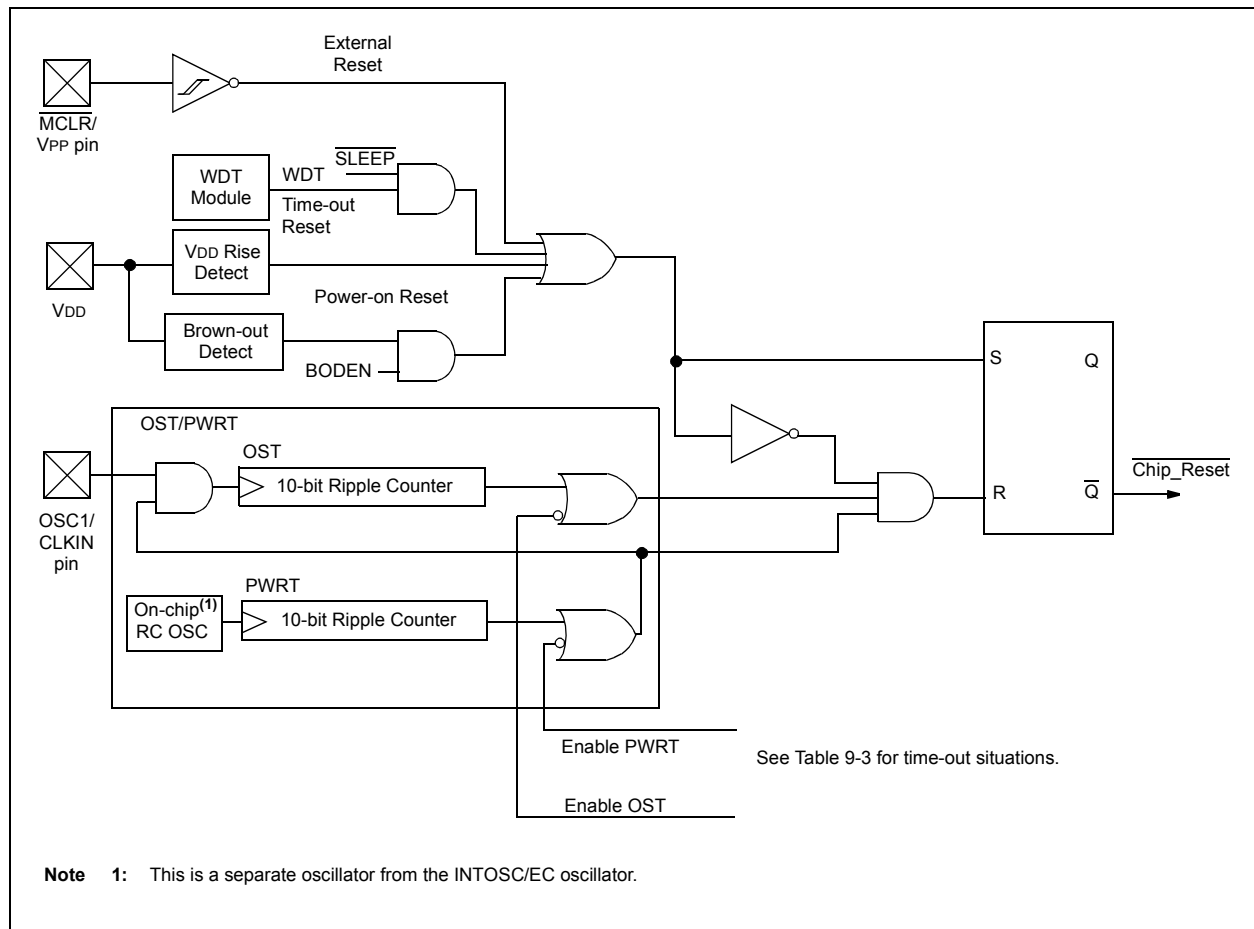 External
Reset
MCLR/
VPP pin
SLEEP
WDT
Module
WDT
Time-out
Reset
VDD
VDD Rise
Detect
Power-on Reset
Brown-out
Detect
BODEN
S
Q
R
Q
Chip_Reset
OST/PWRT
OST
10-bit Ripple Counter
OSC1/
CLKIN
pin
PWRT
On-chip(1)
RC OSC
10-bit Ripple Counter
Enable PWRT
See Table 9-3 for time-out situations.
Enable OST
Note 1: This is a separate oscillator from the INTOSC/EC oscillator.